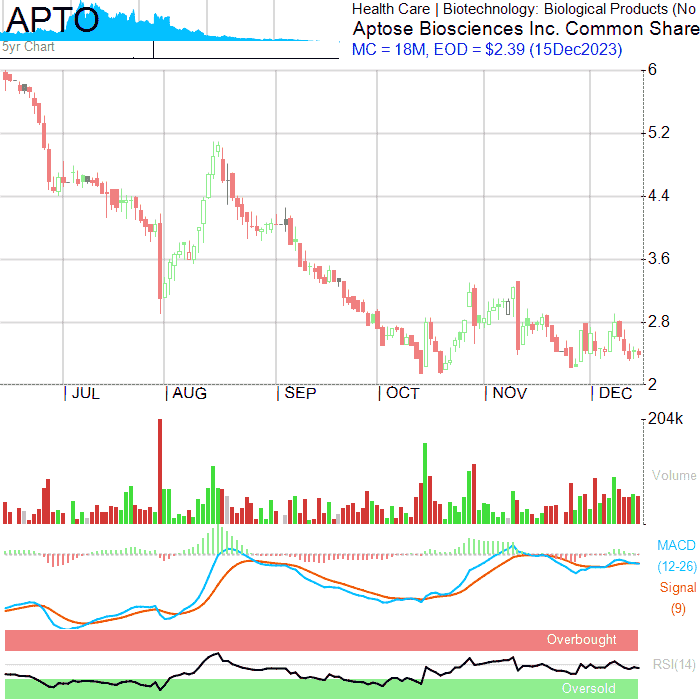 APTO
5yr Chart
Health Care | Biotechnology: Biological Products (No
Aptose Biosciences Inc. Common Share
MC = 18M, EOD = $2.39 (15Dec2023)
6
5.2
4.4
3.6
2.8
2
JUL AUG SEP OCT NOV DEC
204k
Volume
MACD
(12-26)
Signal
(9)
Overbought
RSI(14)
Oversold